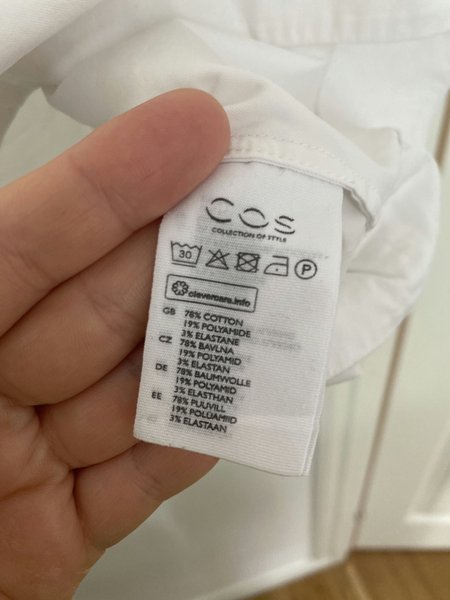 COS
COLLECTION OF STYLE
30
P
clevercare.info
GB 78% COTTON
19% POLYAMIDE
3% ELASTANE
CZ 78% BAVLNA
19% POLYAMID
3% ELASTAN
DE 78% BAUMWOLLE
19% POLYAMID
3% ELASTHAN
EE 78% PUUVILL
19% POLÜAMIID
3% ELASTAAN